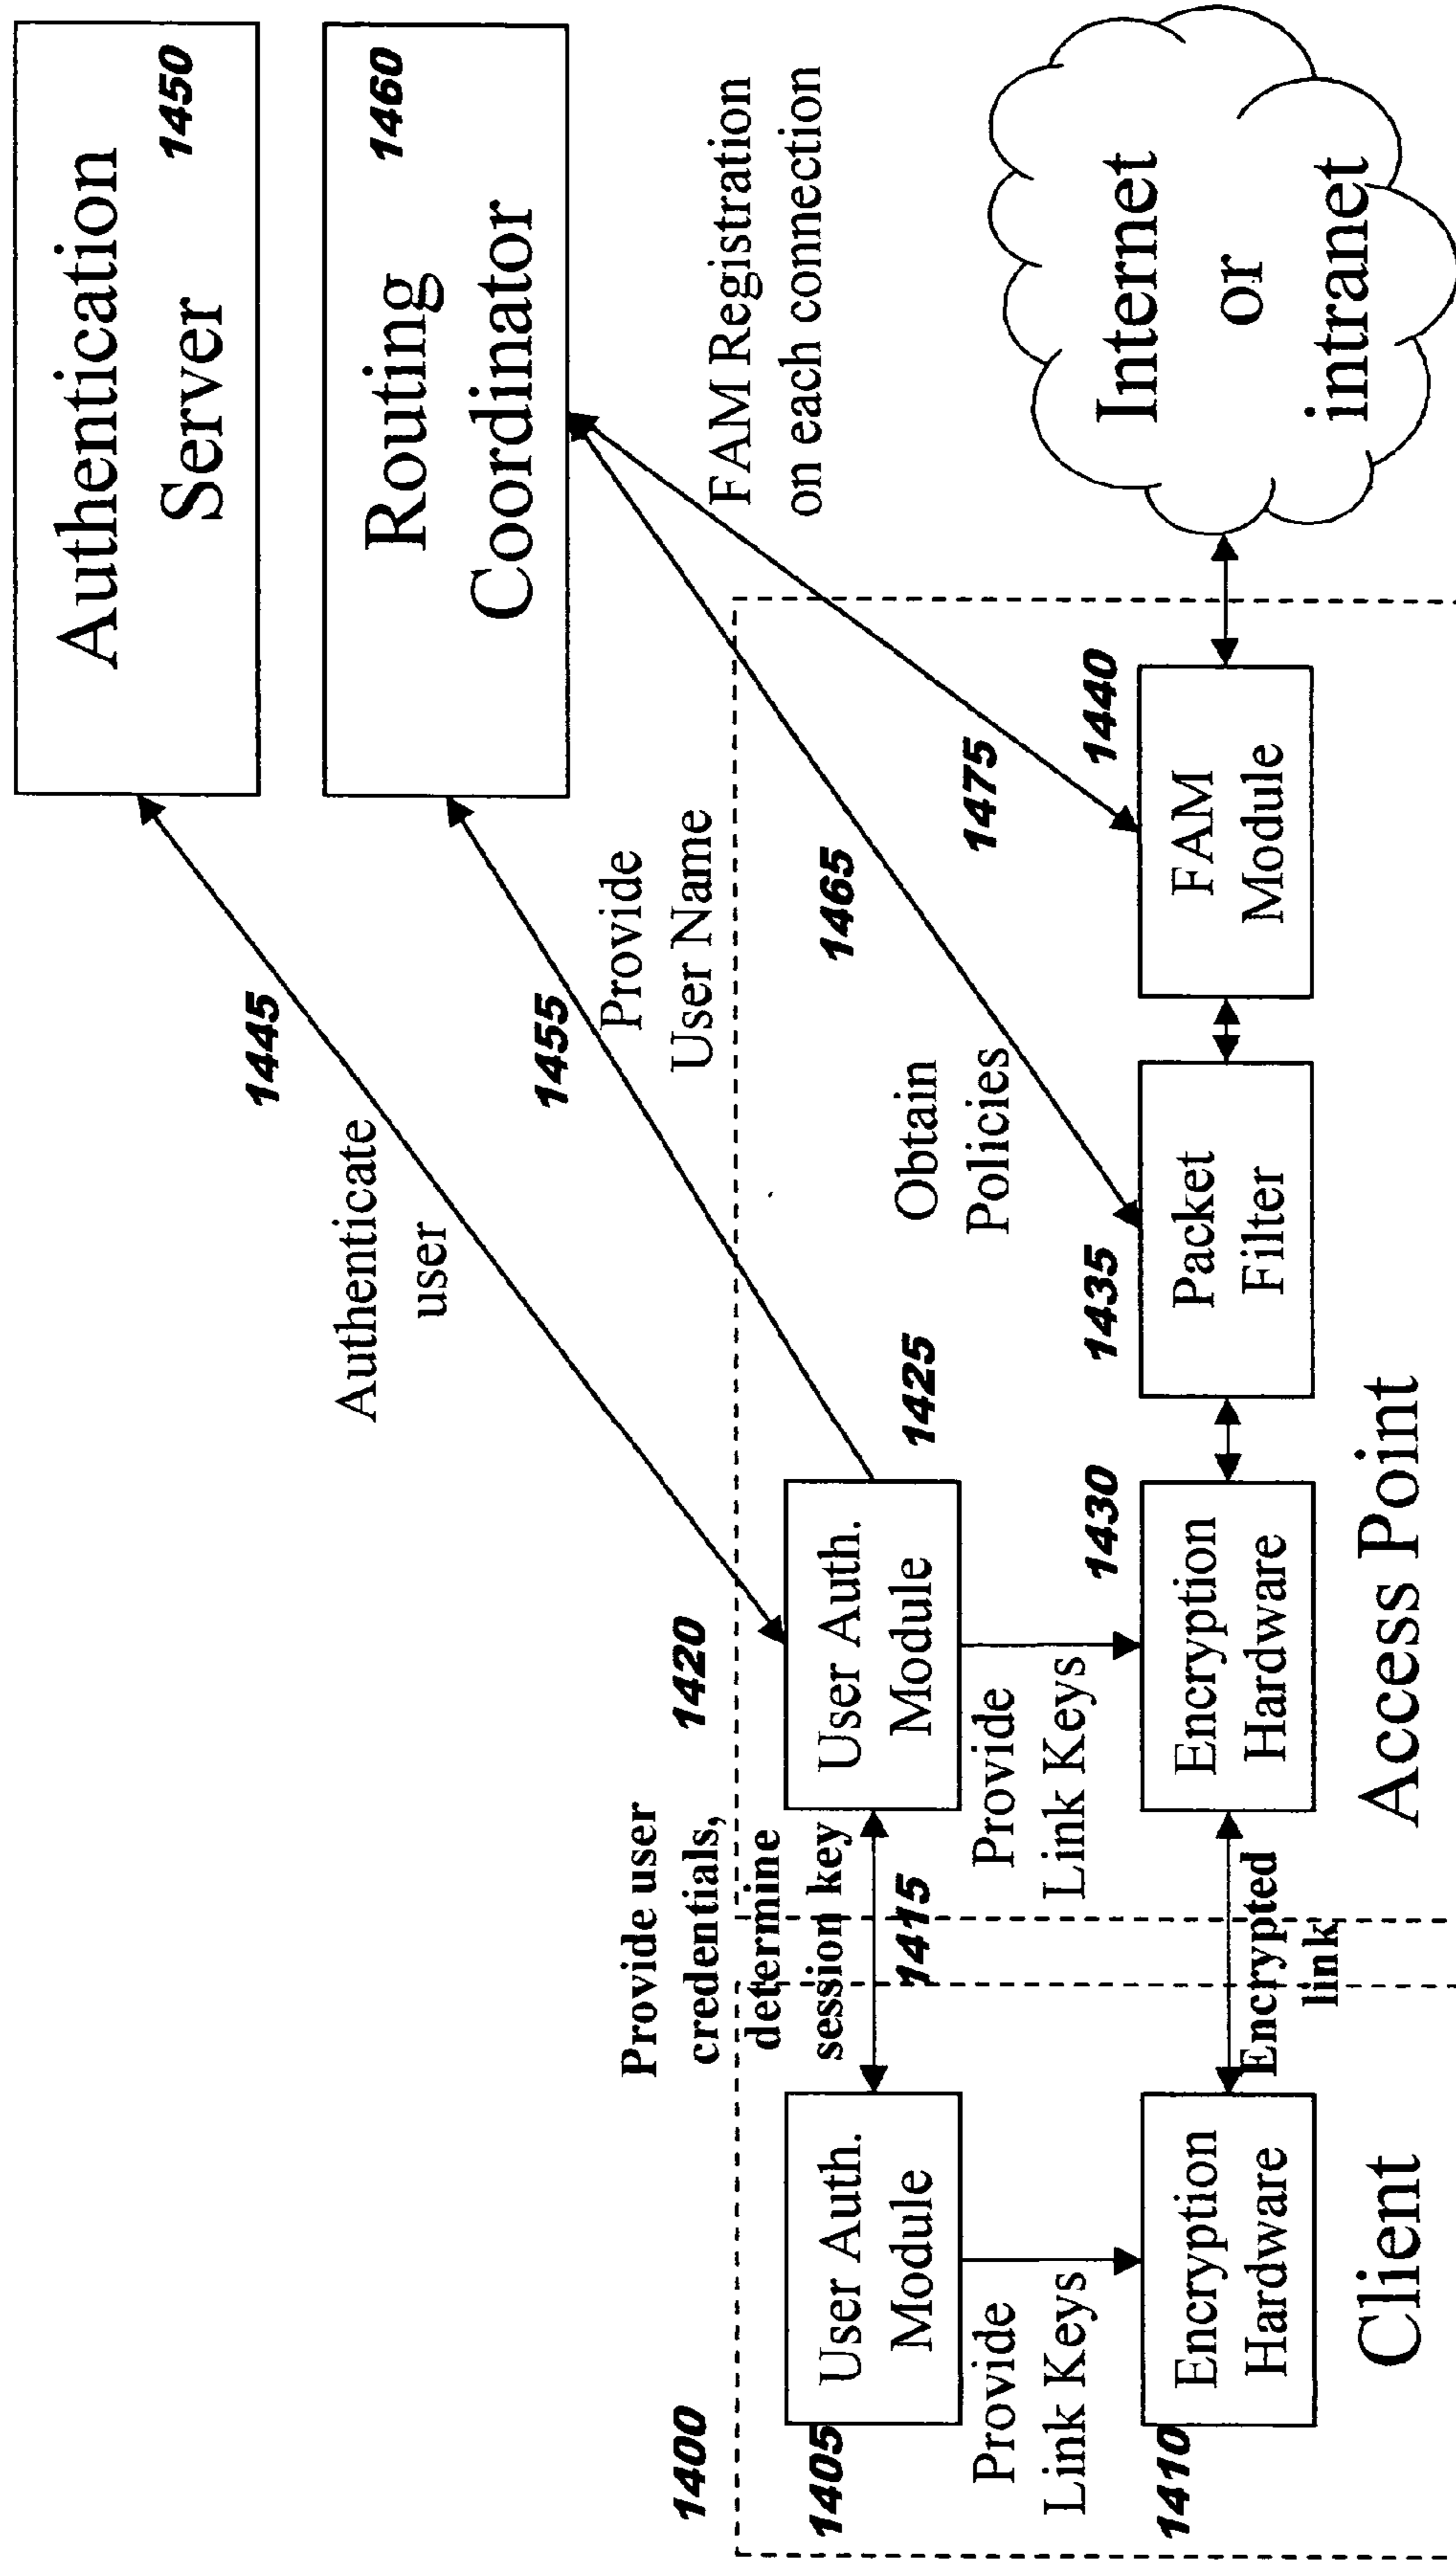 Authentication
Server
1450
Routing
Coordinator
1460
1445
Authenticate
user
1455
Provide
User Name
FAM Registration
on each connection
1465
1475
Obtain
Policies
Provide user
credentials,
determine
session key
1415
1400
1405
User Auth.
Module
Provide
Link Keys
1410
Encryption
Hardware
Client
Encrypted
link
1420
1425
User Auth.
Module
Provide
Link Keys
1430
Encryption
Hardware
1435
Packet
Filter
1440
FAM
Module
Access Point
Internet
or
intranet